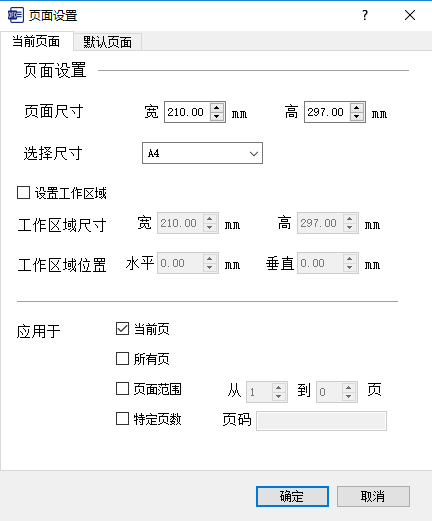 页面设置
当前页面 默认页面
页面设置
页面尺寸 宽 210.00 mm 高 297.00 mm
选择尺寸 A4
设置工作区域
工作区域尺寸 宽 210.00 mm 高 297.00 mm
工作区域位置 水平 0.00 mm 垂直 0.00 mm
应用于 当前页
所有页
页面范围 从 1 到 0 页
特定页数 页码
确定 取消